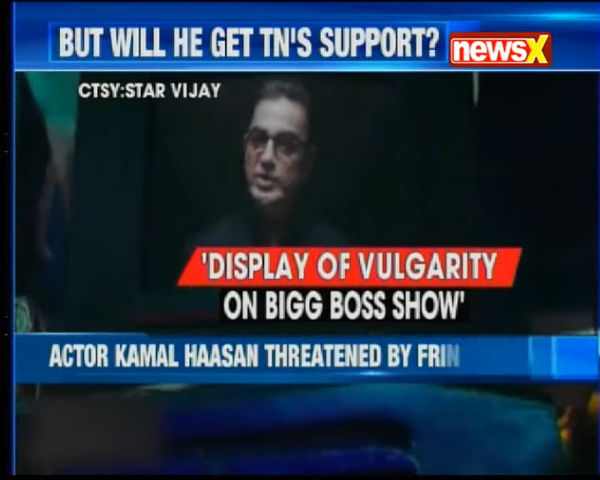 BUT WILL HE GET TN'S SUPPORT?
newsX
CTSY:STAR VIJAY
'DISPLAY OF VULGARITY
ON BIGG BOSS SHOW'
ACTOR KAMAL HAASAN THREATENED BY FRIN